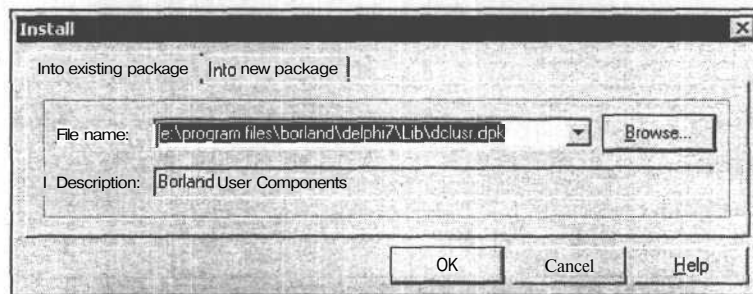 Install
Into existing package Into new package
File name: e:\program files\borland\delphi7\Lib\dclusr.dpk Browse...
Description: Borland User Components
OK Cancel Help